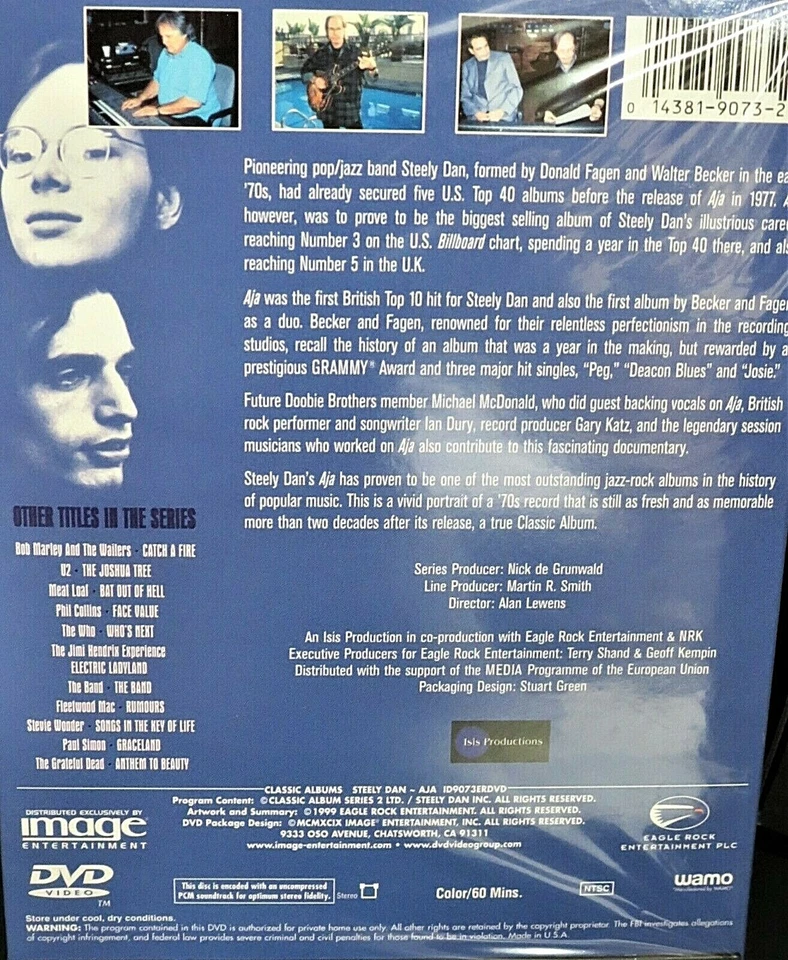 0 14381-9073-2
Pioneering pop/jazz band Steely Dan, formed by Donald Fagen and Walter Becker in the ea
'70s, had already secured five U.S. Top 40 albums before the release of Aja in 1977. A
however, was to prove to be the biggest selling album of Steely Dan's illustrious caree
reaching Number 3 on the U.S. Billboard chart, spending a year in the Top 40 there, and als
reaching Number 5 in the U.K.
Aja was the first British Top 10 hit for Steely Dan and also the first album by Becker and Fagen
as a duo. Becker and Fagen, renowned for their relentless perfectionism in the recording
studios, recall the history of an album that was a year in the making, but rewarded by a
prestigious GRAMMY® Award and three major hit singles, “Peg,” “Deacon Blues” and “Josie.”
Future Doobie Brothers member Michael McDonald, who did guest backing vocals on Aja, British
rock performer and songwriter Ian Dury, record producer Gary Katz, and the legendary session
musicians who worked on Aja also contribute to this fascinating documentary.
Steely Dan's Aja has proven to be one of the most outstanding jazz-rock albums in the history
of popular music. This is a vivid portrait of a '70s record that is still as fresh and as memorable
more than two decades after its release, a true Classic Album.
OTHER TITLES IN THE SERIES
Bob Marley And The Wailers - CATCH A FIRE
U2 - THE JOSHUA TREE
Meat Loaf - BAT OUT OF HELL
Phil Collins - FACE VALUE
The Who - WHO'S NEXT
The Jimi Hendrix Experience
ELECTRIC LADYLAND
The Band - THE BAND
Fleetwood Mac - RUMOURS
Stevie Wonder - SONGS IN THE KEY OF LIFE
Paul Simon - GRACELAND
The Grateful Dead - ANTHEM TO BEAUTY
Series Producer: Nick de Grunwald
Line Producer: Martin R. Smith
Director: Alan Lewens
An Isis Production in co-production with Eagle Rock Entertainment & NRK
Executive Producers for Eagle Rock Entertainment: Terry Shand & Geoff Kempin
Distributed with the support of the MEDIA Programme of the European Union
Packaging Design: Stuart Green
Isis Productions
CLASSIC ALBUMS STEELY DAN ~ AJA ID9073ERDVD
Program Content: ©CLASSIC ALBUM SERIES 2 LTD. / STEELY DAN INC. ALL RIGHTS RESERVED.
Artwork and Summary: ©1999 EAGLE ROCK ENTERTAINMENT. ALL RIGHTS RESERVED.
DVD Package Design: ©MCMXCIX IMAGE® ENTERTAINMENT, INC. ALL RIGHTS RESERVED.
9333 OSO AVENUE, CHATSWORTH, CA 91311
www.image-entertainment.com • www.dvdvideogroup.com
DISTRIBUTED EXCLUSIVELY BY
image
ENTERTAINMENT
EAGLE ROCK
ENTERTAINMENT PLC
DVD
VIDEO
TM
This disc is encoded with an uncompressed
PCM soundtrack for optimum stereo fidelity.
Stereo
Color/60 Mins.
NTSC
wamo
Store under cool, dry conditions.
WARNING: The program contained in this DVD is authorized for private home use only. All other rights are retained by the copyright proprietor. The FBI investigates allegations
of copyright infringement, and federal law provides severe criminal and civil penalties for those found to be in violation. Made in U.S.A.